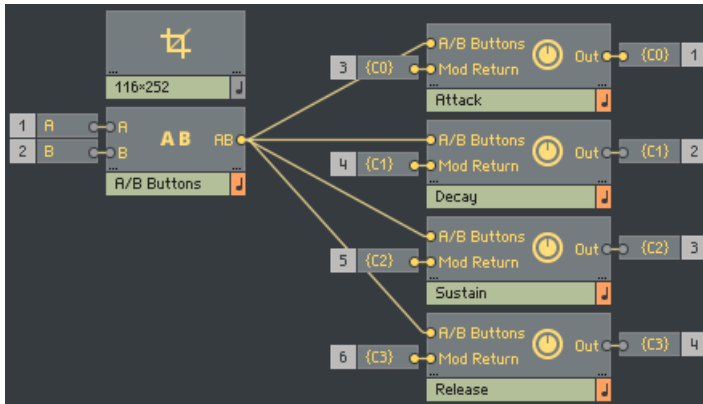 116×252
1 A A
2 B B
A B
AB
A/B Buttons
3 {C0}
A/B Buttons
Mod Return
Out {C0} 1
Attack
4 {C1}
A/B Buttons
Mod Return
Out {C1} 2
Decay
5 {C2}
A/B Buttons
Mod Return
Out {C2} 3
Sustain
6 {C3}
A/B Buttons
Mod Return
Out {C3} 4
Release